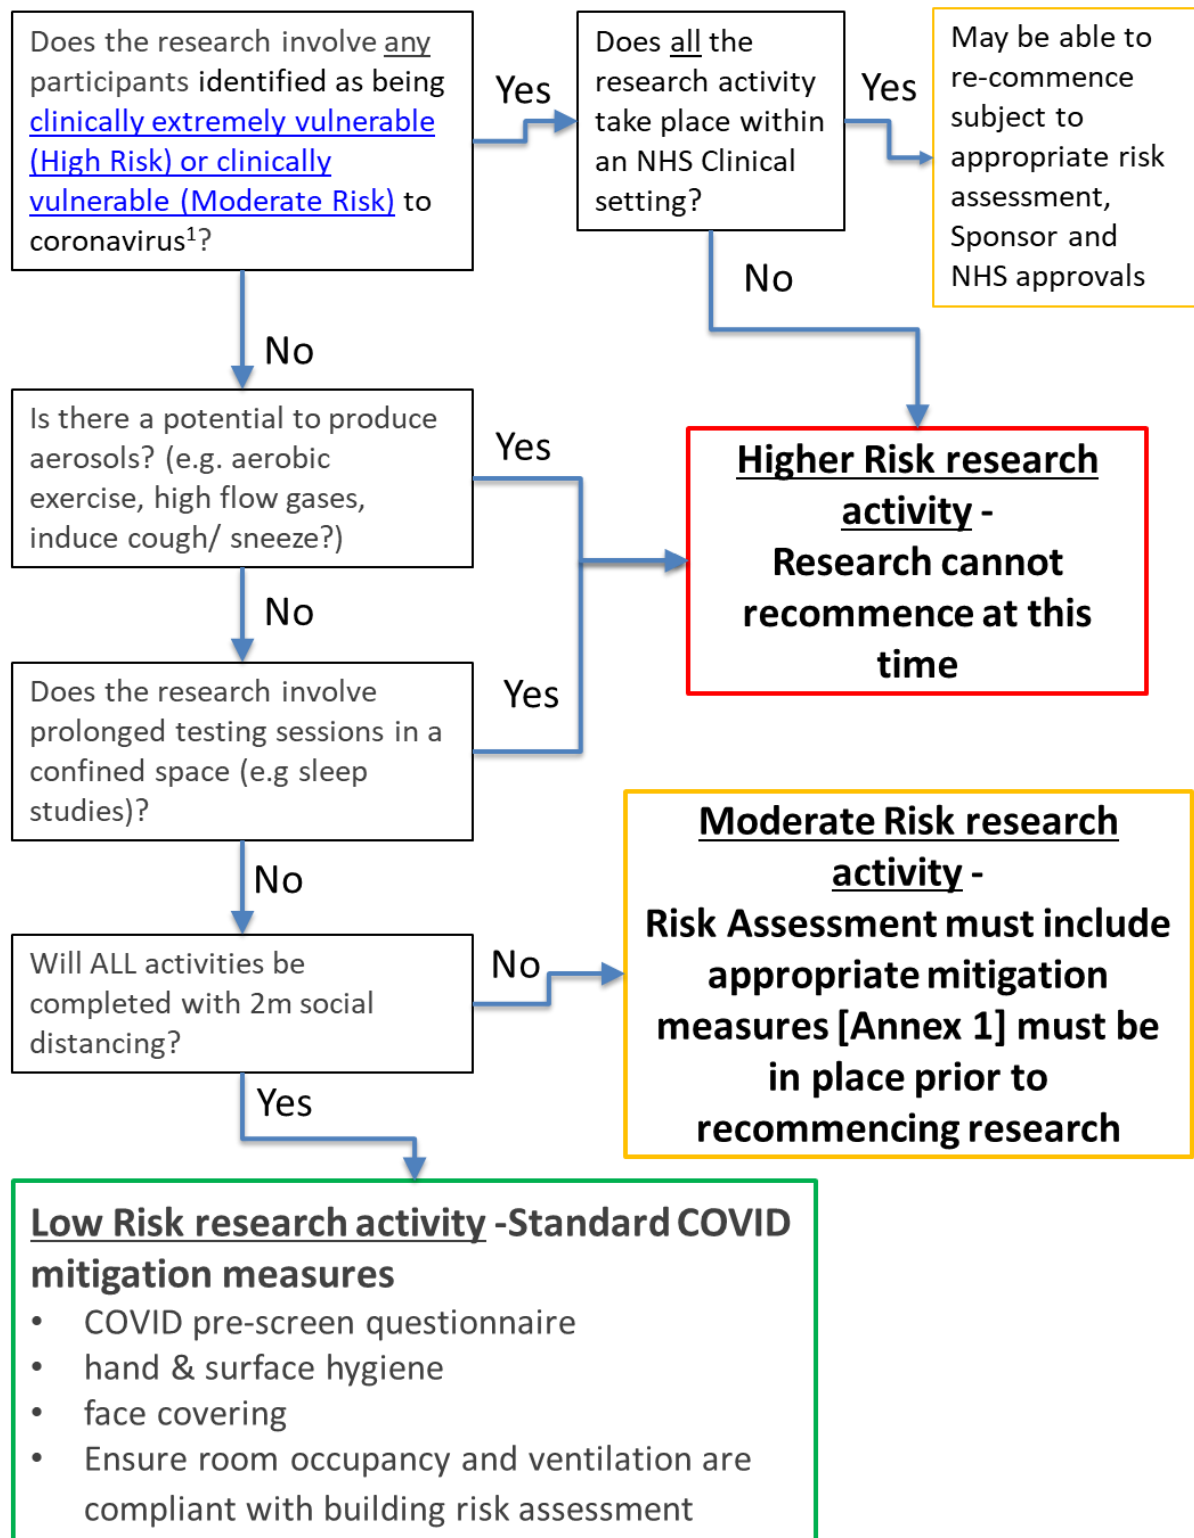 Does the research involve any
participants identified as being
clinically extremely vulnerable
(High Risk) or clinically
vulnerable (Moderate Risk) to
coronavirus¹?
Yes
Does all the
research activity
take place within
an NHS Clinical
setting?
Yes
May be able to
re-commence
subject to
appropriate risk
assessment,
Sponsor and
NHS approvals
No
No
Is there a potential to produce
aerosols? (e.g. aerobic
exercise, high flow gases,
induce cough/ sneeze?)
Yes
Higher Risk research
activity -
Research cannot
recommence at this
time
No
Does the research involve
prolonged testing sessions in a
confined space (e.g sleep
studies)?
Yes
No
Will ALL activities be
completed with 2m social
distancing?
No
Moderate Risk research
activity -
Risk Assessment must include
appropriate mitigation
measures [Annex 1] must be
in place prior to
recommencing research
Yes
Low Risk research activity -Standard COVID
mitigation measures
• COVID pre-screen questionnaire
• hand & surface hygiene
• face covering
• Ensure room occupancy and ventilation are
compliant with building risk assessment